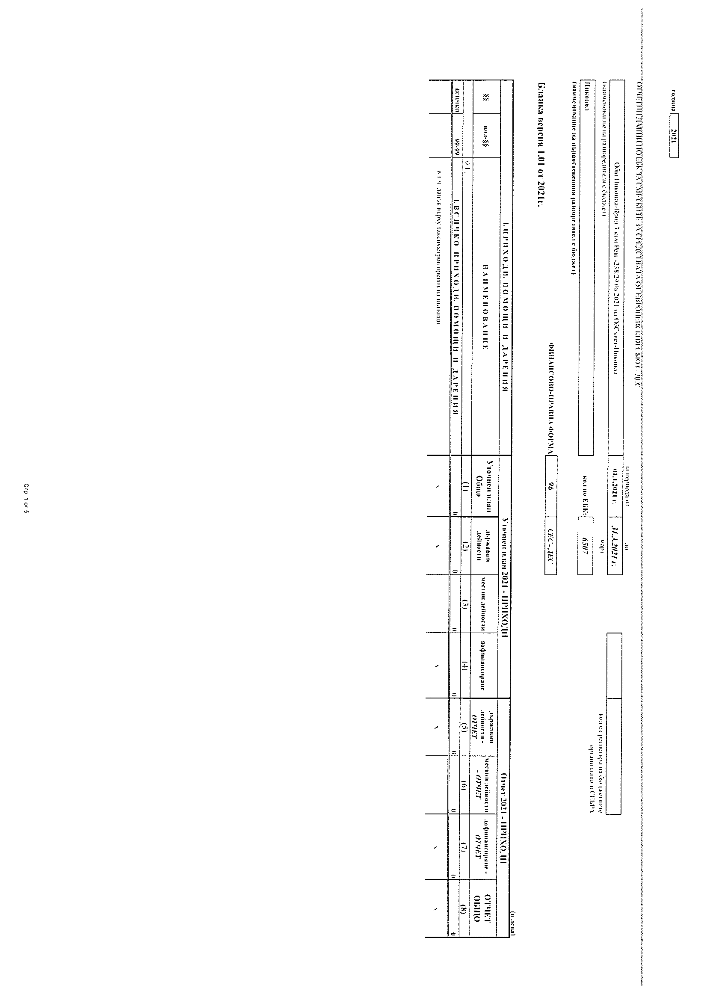 година 2021
ОТЧЕТНИ ДАННИ ПО ЕБК ЗА СМЕТКИТЕ ЗА СРЕДСТВАТА ОТ ЕВРОПЕЙСКИЯ СЪЮЗ - ДЕС
за периода от до
Общ Никопол-Прил 3 към Реш -238/29 06 2021 на ОбСъвет-Никопол 01.1.2021 г. 31.3.2021 г.
(наименование на разпоредителя с бюджет) март
код от регистъра на бюджетните
организации в СЕБРА
Никопол код по ЕБК: 6507
(наименование на първостепенния разпоредител с бюджет)
ФИНАНСОВО-ПРАВНА ФОРМА 96 СЕС - ДЕС
Бланка версия 1.01 от 2021г.
(в лева)
I. ПРИХОДИ, ПОМОЩИ И ДАРЕНИЯ Уточнен план 2021 - ПРИХОДИ Отчет 2021 - ПРИХОДИ
§§ под-§§ НАИМЕНОВАНИЕ Уточнен план Общо държавни дейности местни дейности дофинансиране държавни дейности - ОТЧЕТ местни дейности - ОТЧЕТ дофинансиране - ОТЧЕТ ОТЧЕТ ОБЩО
(1) (2) (3) (4) (5) (6) (7) (8)
всичко 99-99 I. ВСИЧКО ПРИХОДИ, ПОМОЩИ И ДАРЕНИЯ 0 0 0 0 0 0 0 0
в т ч данък върху таксиметров превоз на пътници
Стр 1 от 5